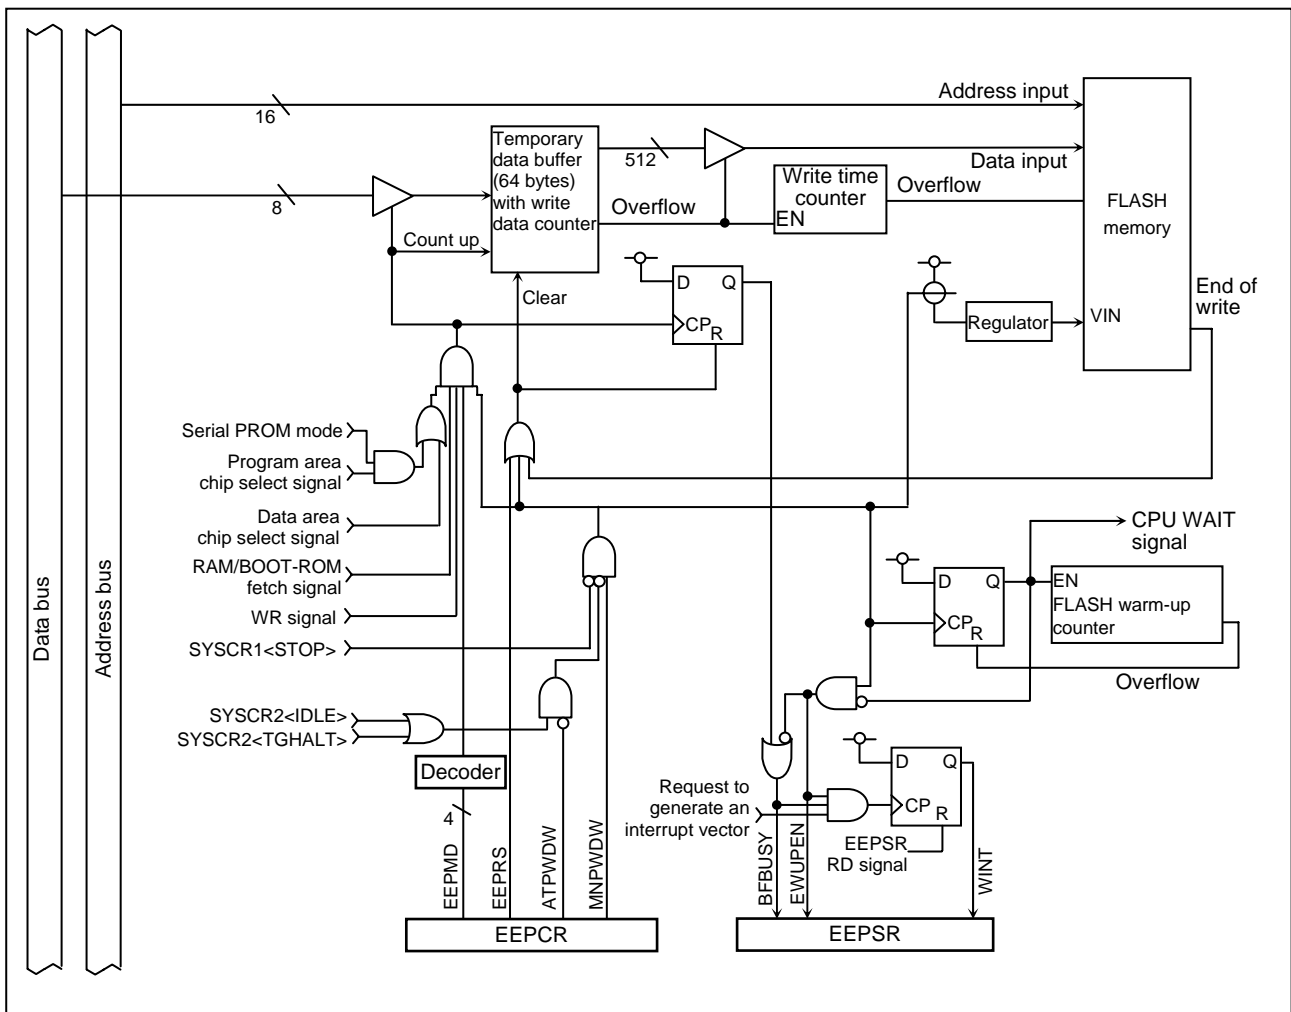 Data bus
Address bus
16
Address input
8
Temporary
data buffer
(64 bytes)
with write
data counter
512
Data input
Write time
counter
EN
Overflow
Overflow
FLASH
memory
VIN
Count up
Clear
D
Q
CP
R
Regulator
End of
write
Serial PROM mode
Program area
chip select signal
Data area
chip select signal
RAM/BOOT-ROM
fetch signal
WR signal
SYSCR1<STOP>
SYSCR2<IDLE>
SYSCR2<TGHALT>
Decoder
4
CPU WAIT
signal
D
Q
CP
R
EN
FLASH warm-up
counter
Overflow
Request to
generate an
interrupt vector
D
Q
CP
R
EEPSR
RD signal
EEPMD
EEPRS
ATPWDW
MNPWDW
BFBUSY
EWUPEN
WINT
EEPCR
EEPSR